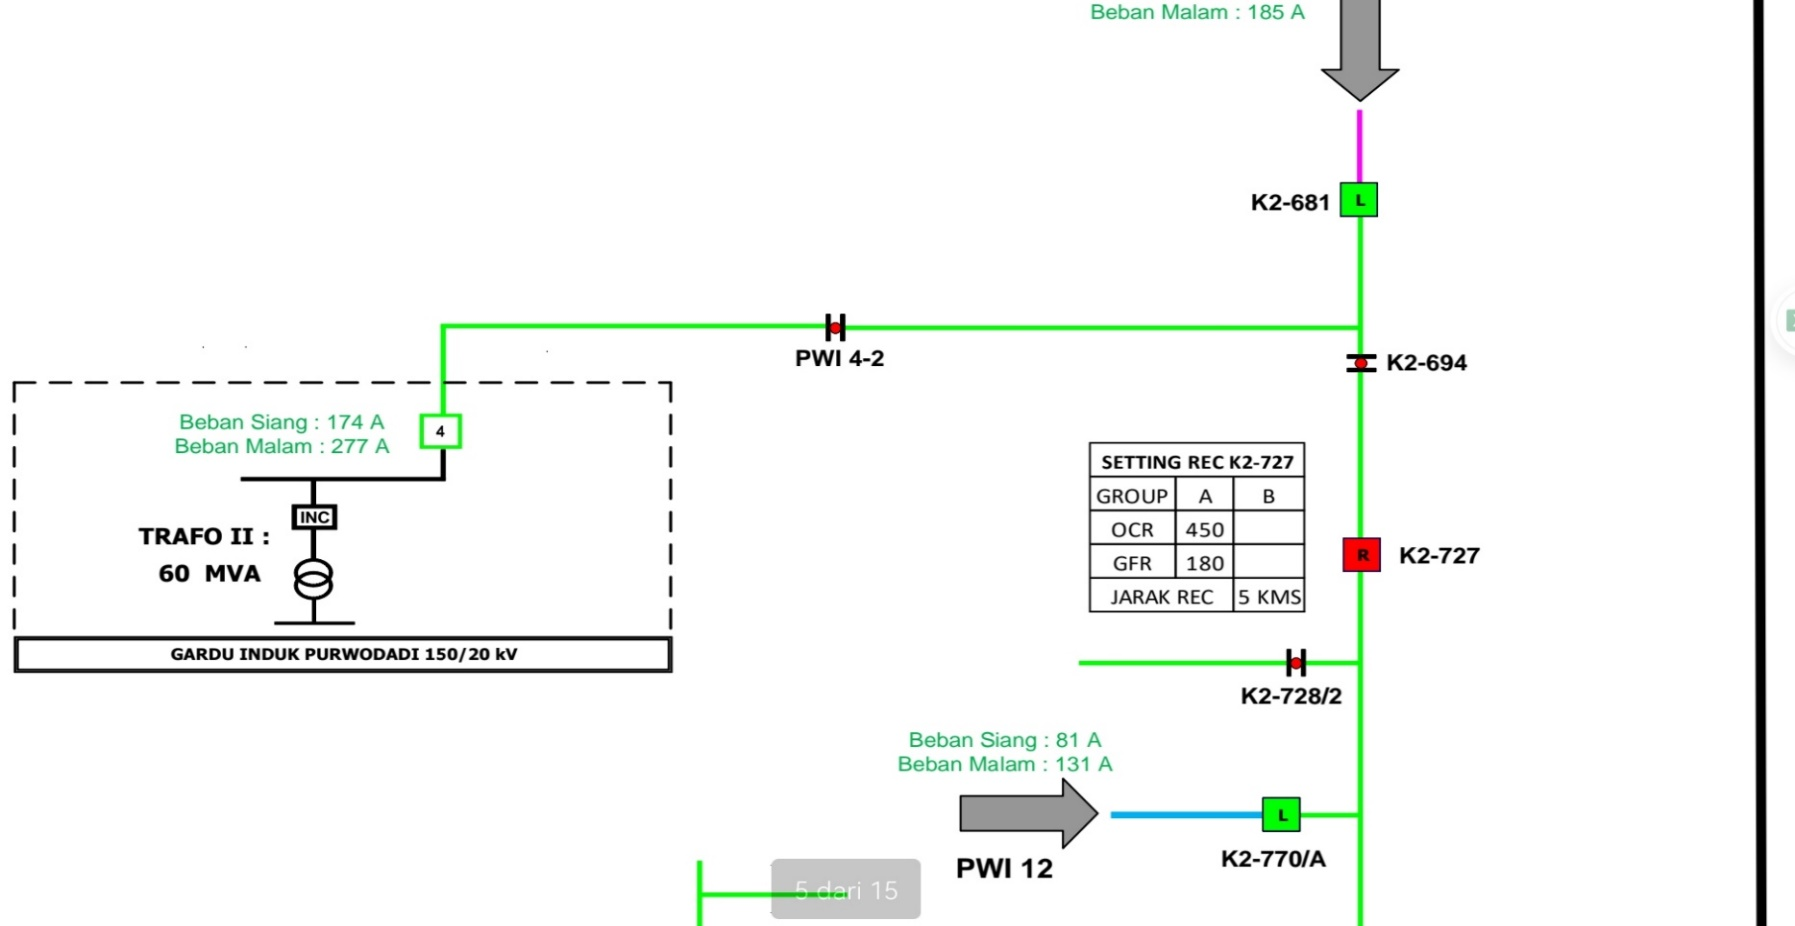 Beban Malam : 185 A
K2-681
L
PWI 4-2
K2-694
Beban Siang : 174 A
Beban Malam : 277 A
4
INC
TRAFO II :
60 MVA
GARDU INDUK PURWODADI 150/20 kV
SETTING REC K2-727
GROUP A B
OCR 450
GFR 180
JARAK REC 5 KMS
R
K2-727
K2-728/2
Beban Siang : 81 A
Beban Malam : 131 A
PWI 12
L
K2-770/A
5 dari 15